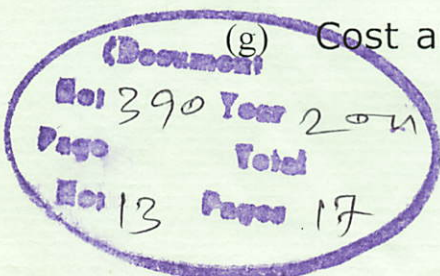 (g) Cost a
(Document
No: 390 Year 2011
Page Total
No: 13 Pages 17